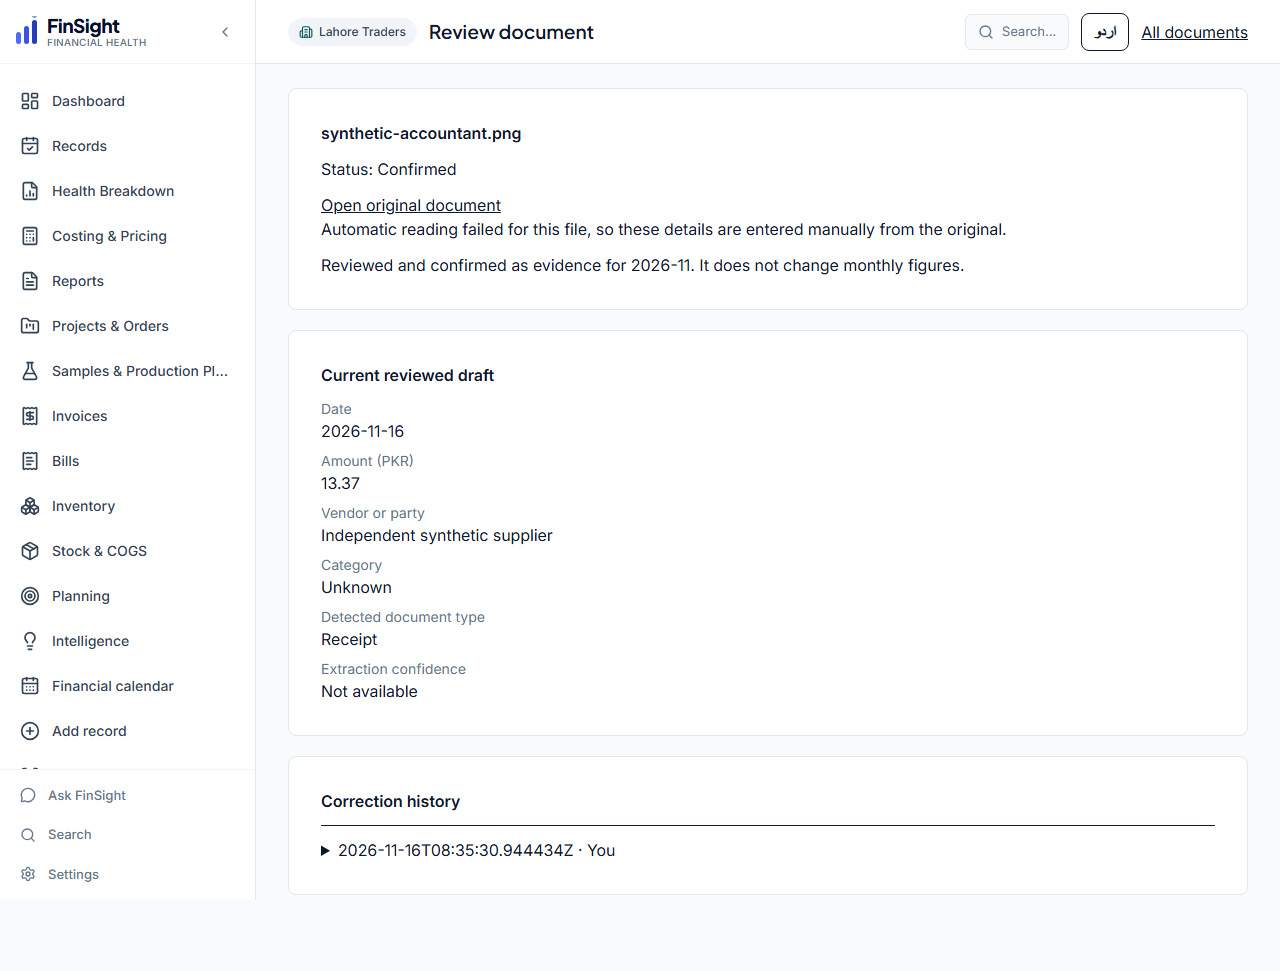 FinSight
FINANCIAL HEALTH
Dashboard
Records
Health Breakdown
Costing & Pricing
Reports
Projects & Orders
Samples & Production Pl...
Invoices
Bills
Inventory
Stock & COGS
Planning
Intelligence
Financial calendar
Add record
Ask FinSight
Search
Settings
Lahore Traders
Review document
Search...
اردو
All documents
synthetic-accountant.png
Status: Confirmed
Open original document
Automatic reading failed for this file, so these details are entered manually from the original.
Reviewed and confirmed as evidence for 2026-11. It does not change monthly figures.
Current reviewed draft
Date
2026-11-16
Amount (PKR)
13.37
Vendor or party
Independent synthetic supplier
Category
Unknown
Detected document type
Receipt
Extraction confidence
Not available
Correction history
2026-11-16T08:35:30.944434Z · You